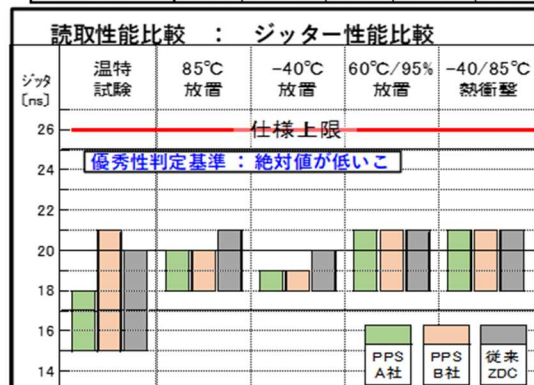 読取性能比較 ： ジッター性能比較
ジッタ
[ns]
温特
試験
85℃
放置
-40℃
放置
60℃/95%
放置
-40/85℃
熱衝整
26
仕様上限
優秀性判定基準 ： 絶対値が低いこ
24
22
20
18
16
14
PPS
A社
PPS
B社
従来
ZDC